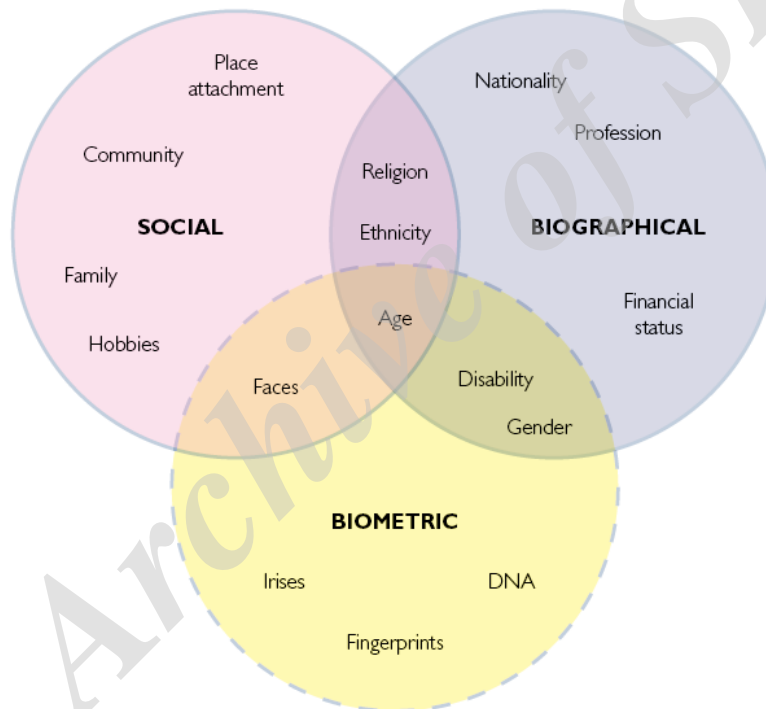 Place
attachment
Nationality
Profession
Community
Religion
SOCIAL
Ethnicity
BIOGRAPHICAL
Family
Financial
status
Age
Hobbies
Disability
Faces
Gender
BIOMETRIC
Irises
DNA
Fingerprints
Archive of